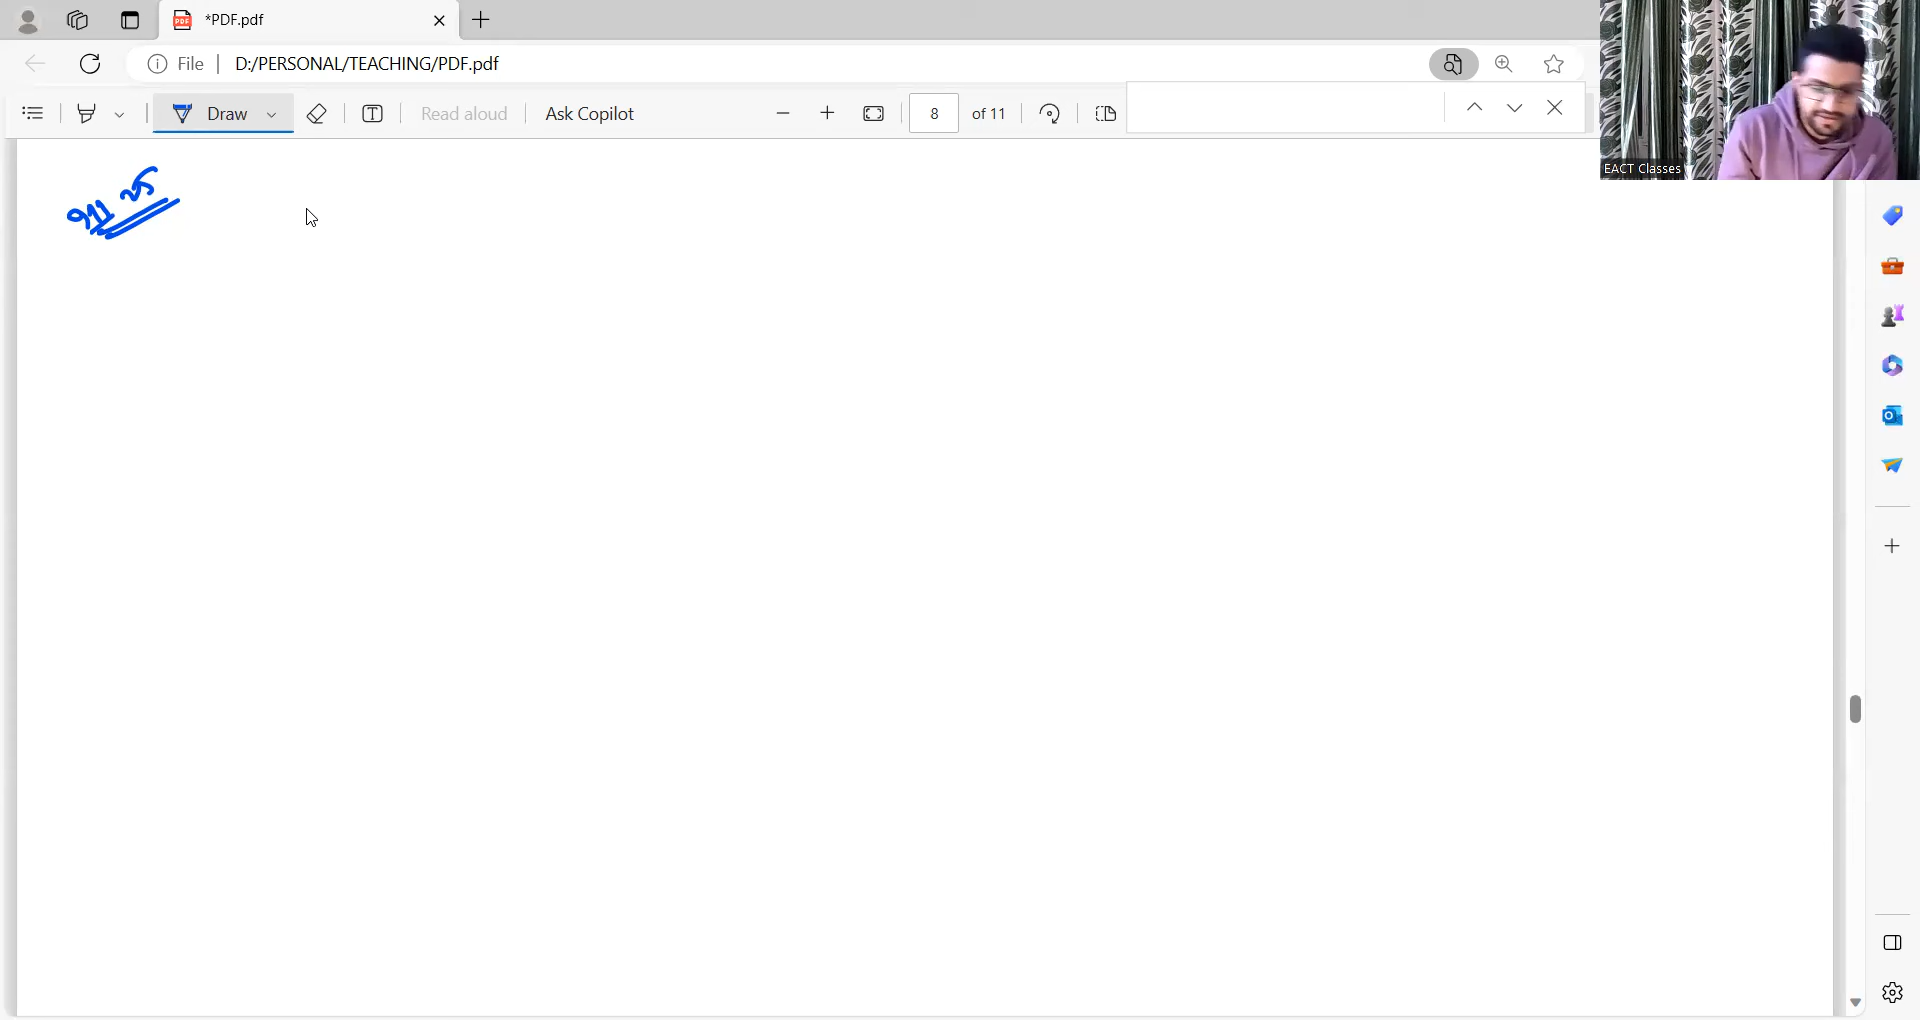 *PDF.pdf
File D:/PERSONAL/TEACHING/PDF.pdf
Draw Read aloud Ask Copilot 8 of 11
EACT Classes